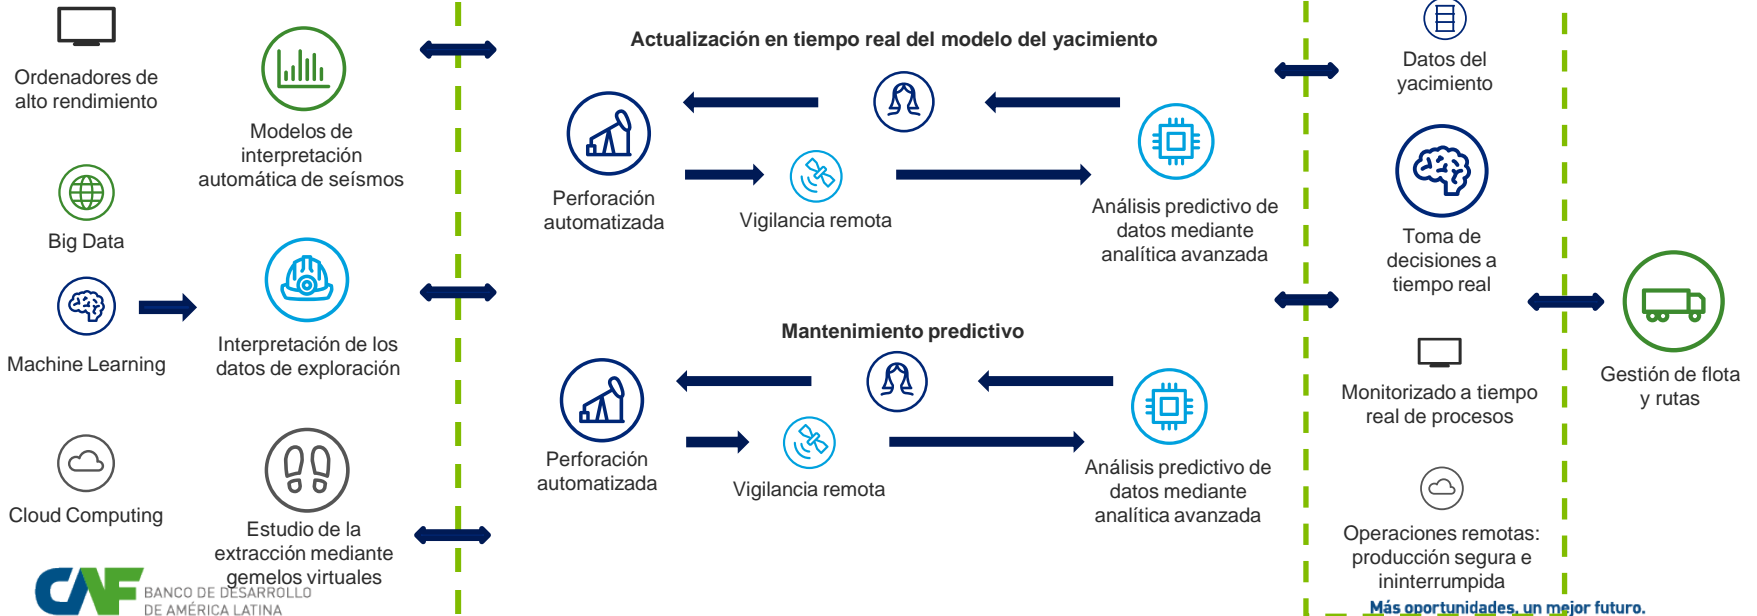 Ordenadores de
alto rendimiento
Big Data
Machine Learning
Cloud Computing
Modelos de
interpretación
automática de seísmos
Interpretación de los
datos de exploración
Estudio de la
extracción mediante
gemelos virtuales
Actualización en tiempo real del modelo del yacimiento
Perforación
automatizada
Vigilancia remota
Análisis predictivo de
datos mediante
analítica avanzada
Mantenimiento predictivo
Perforación
automatizada
Vigilancia remota
Análisis predictivo de
datos mediante
analítica avanzada
Datos del
yacimiento
Toma de
decisiones a
tiempo real
Monitorizado a tiempo
real de procesos
Operaciones remotas:
producción segura e
ininterrumpida
Gestión de flota
y rutas
CAF
BANCO DE DESARROLLO
DE AMÉRICA LATINA
Más oportunidades, un mejor futuro.